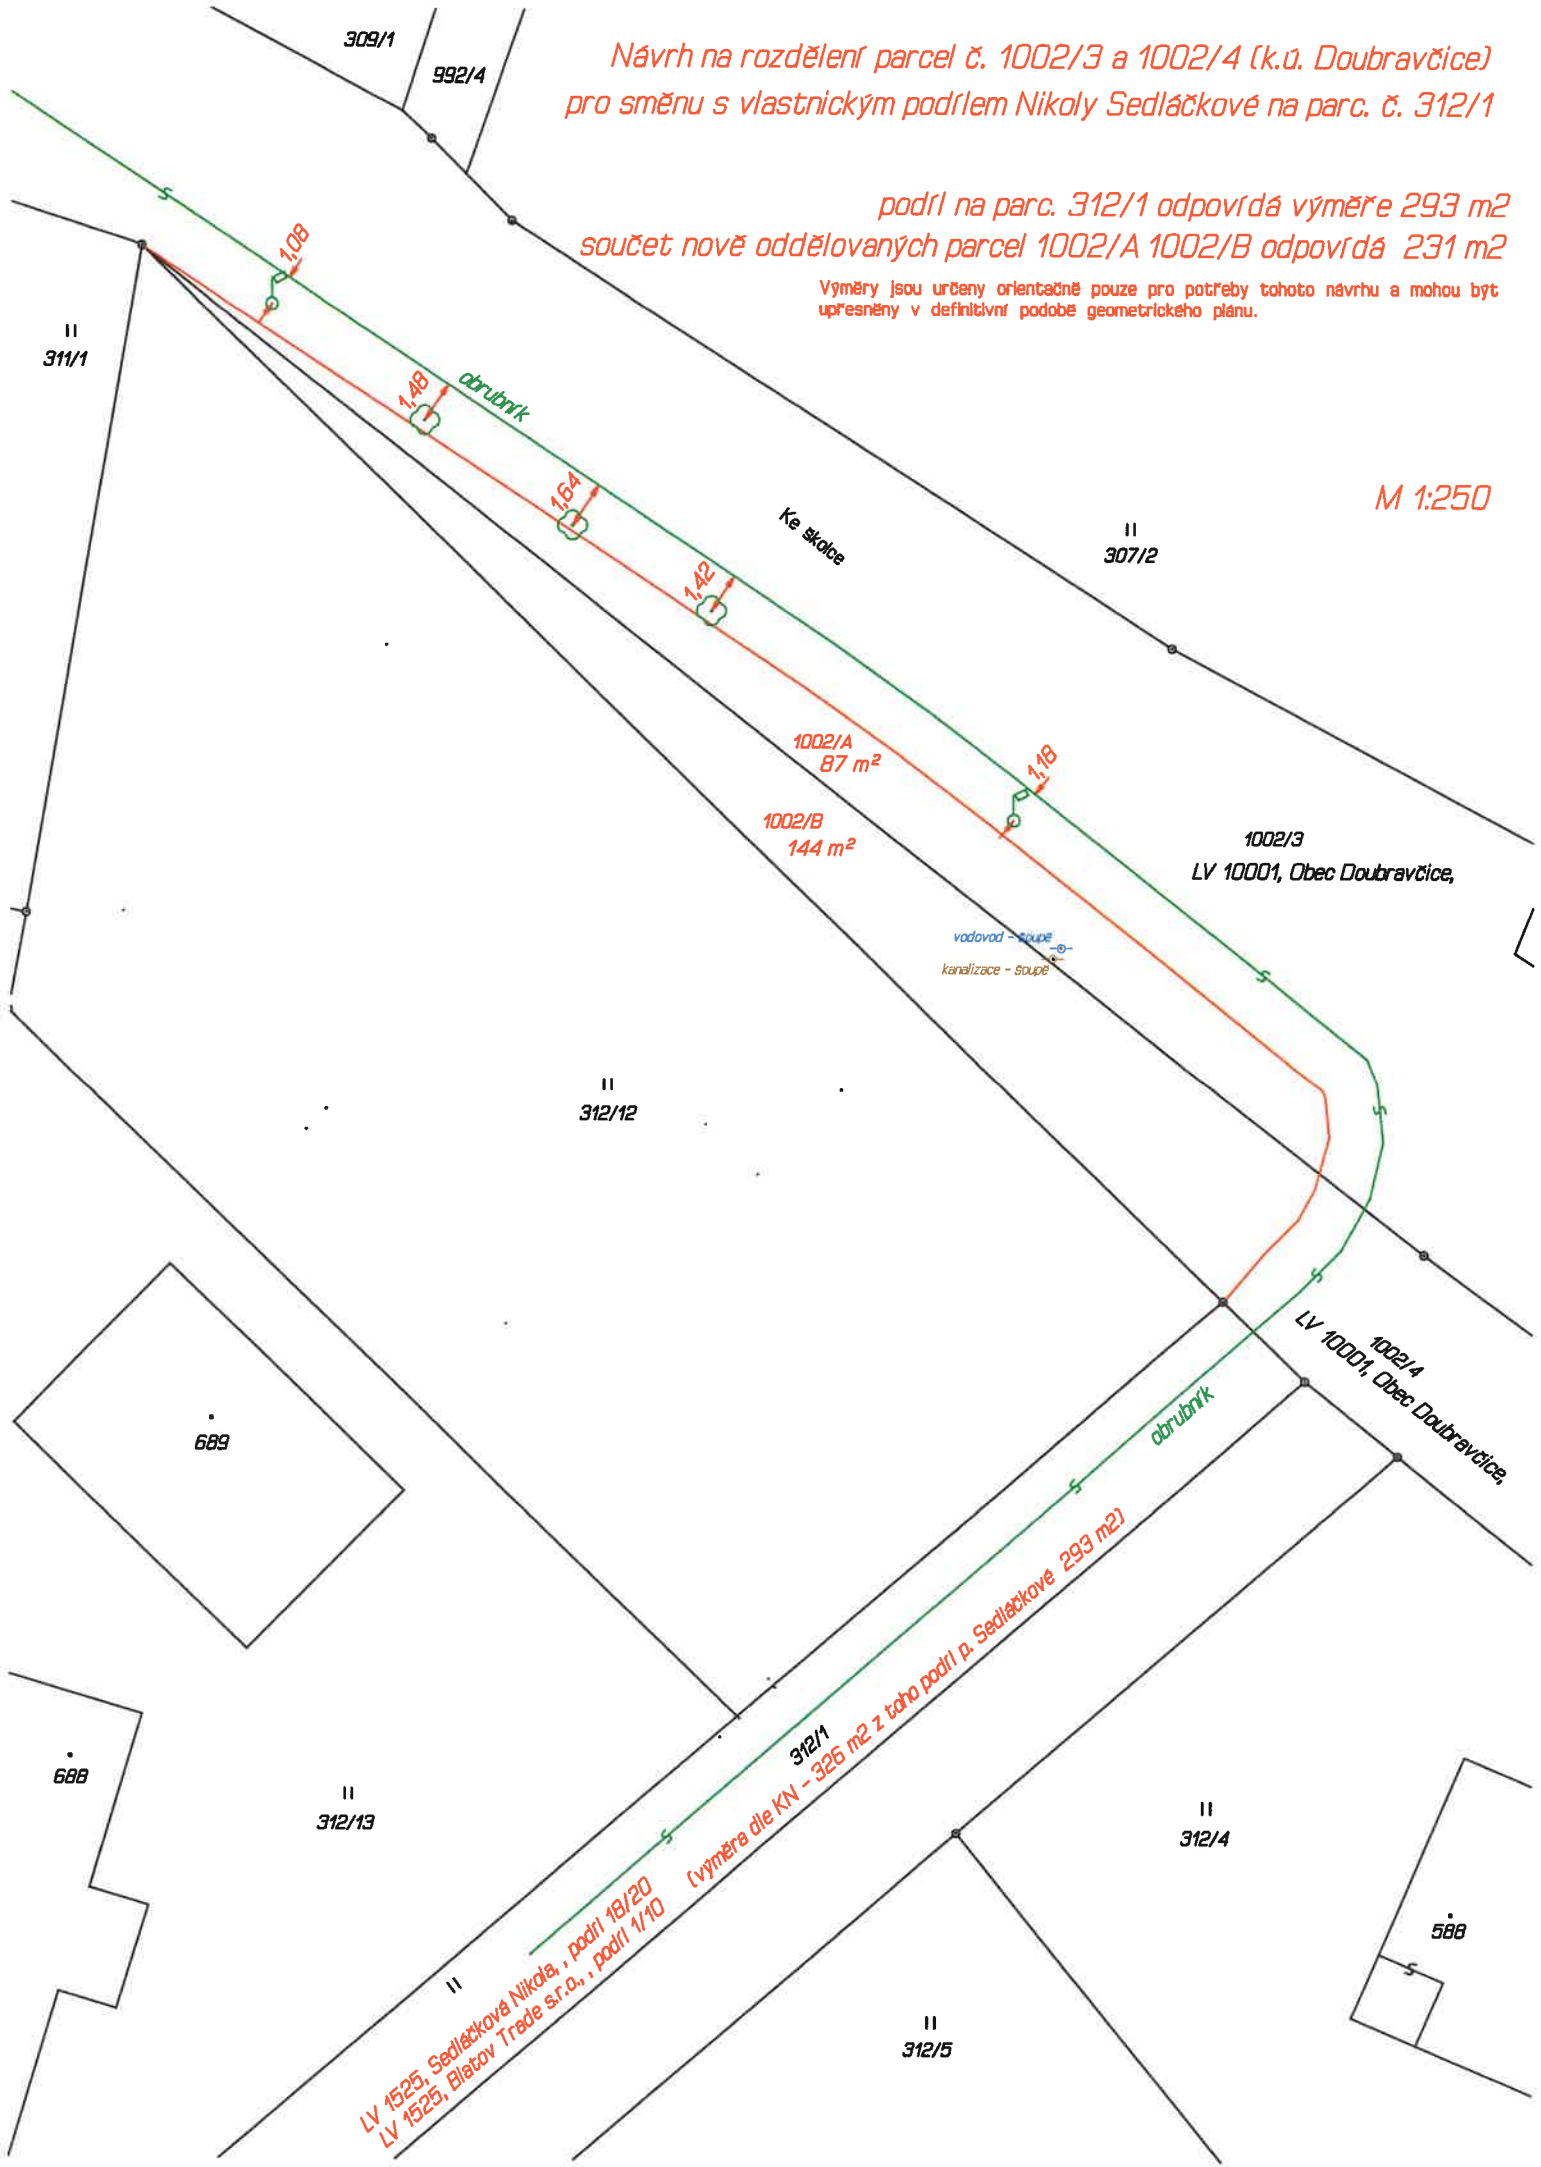 309/1
992/4
Návrh na rozdělení parcel č. 1002/3 a 1002/4 (k.ú. Doubravčice)
pro směnu s vlastnickým podílem Nikoly Sedláčkové na parc. č. 312/1
podíl na parc. 312/1 odpovídá výměře 293 m2
součet nově oddělovaných parcel 1002/A 1002/B odpovídá 231 m2
Výměry jsou určeny orientačně pouze pro potřeby tohoto návrhu a mohou být
upřesněny v definitivní podobě geometrického plánu.
1,08
311/1
1,48
obrubník
1,64
M 1:250
Ke školce
307/2
1,42
1002/A
87 m²
1,18
1002/B
144 m²
1002/3
LV 10001, Obec Doubravčice,
vodovod - šoupě
kanalizace - šoupě
312/12
1002/4
LV 10001, Obec Doubravčice,
obrubník
689
312/1
(výměra dle KN - 326 m2 z toho podíl p. Sedláčkové 293 m2)
688
312/13
312/4
588
LV 1525, Sedláčková Nikola, , podíl 18/20
LV 1525, Blatov Trade s.r.o., , podíl 1/10
312/5